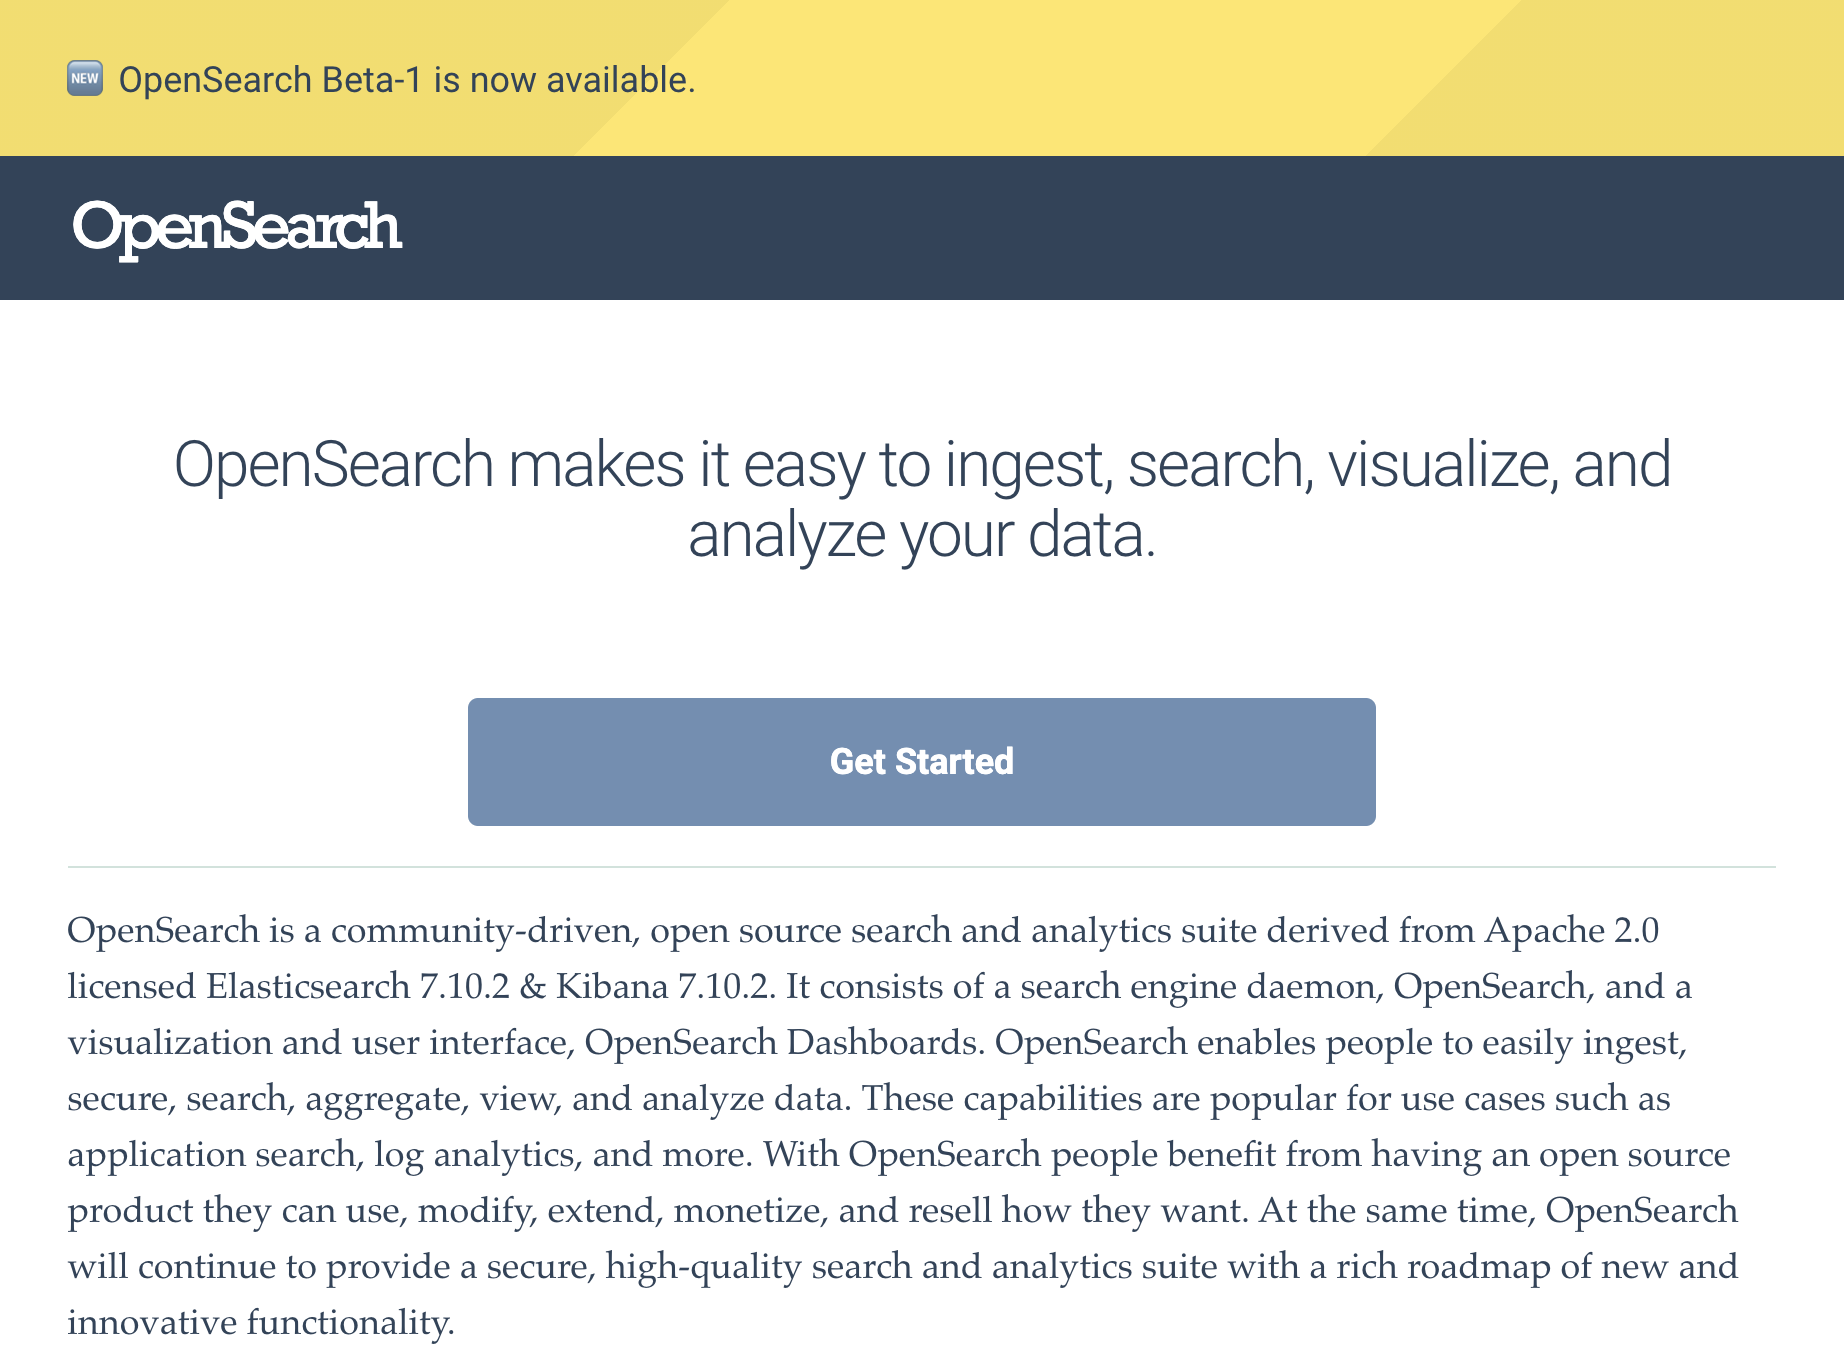 🆕 OpenSearch Beta-1 is now available.
OpenSearch
OpenSearch makes it easy to ingest, search, visualize, and
analyze your data.
Get Started
OpenSearch is a community-driven, open source search and analytics suite derived from Apache 2.0
licensed Elasticsearch 7.10.2 & Kibana 7.10.2. It consists of a search engine daemon, OpenSearch, and a
visualization and user interface, OpenSearch Dashboards. OpenSearch enables people to easily ingest,
secure, search, aggregate, view, and analyze data. These capabilities are popular for use cases such as
application search, log analytics, and more. With OpenSearch people benefit from having an open source
product they can use, modify, extend, monetize, and resell how they want. At the same time, OpenSearch
will continue to provide a secure, high-quality search and analytics suite with a rich roadmap of new and
innovative functionality.